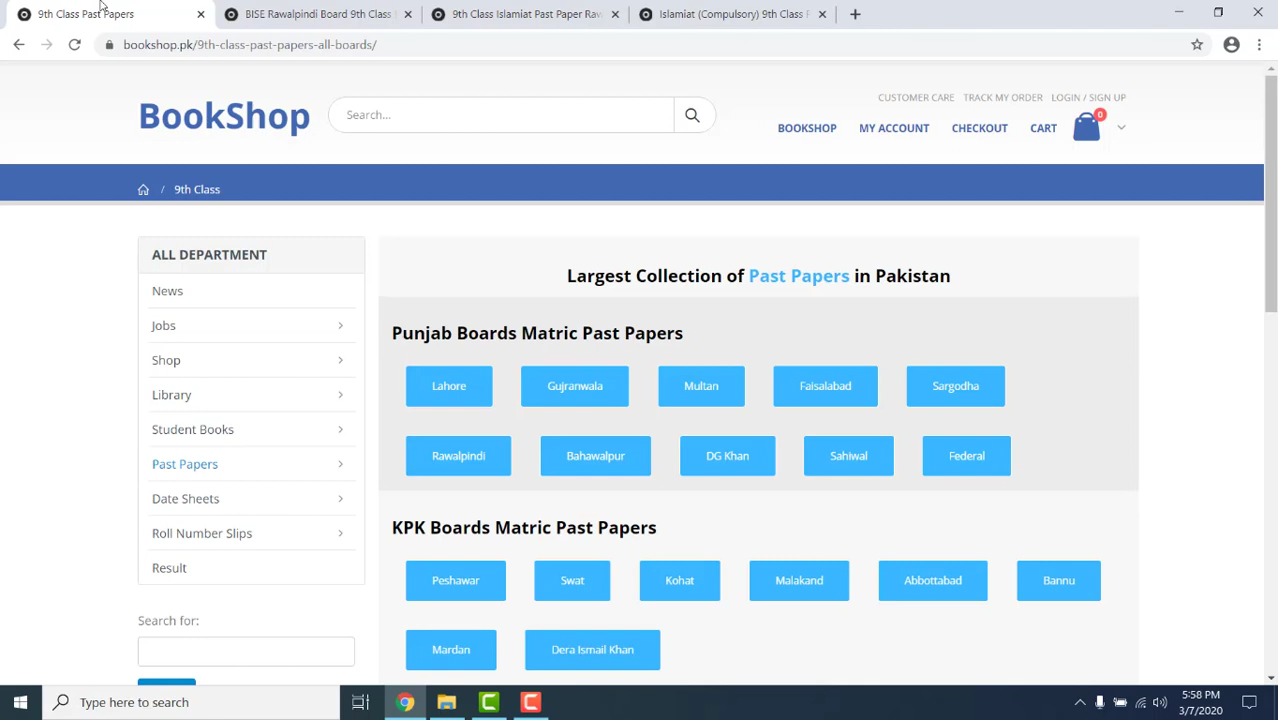 9th Class Past Papers
BISE Rawalpindi Board 9th Class
9th Class Islamiat Past Paper Raw
Islamiat (Compulsory) 9th Class
bookshop.pk/9th-class-past-papers-all-boards/
CUSTOMER CARE TRACK MY ORDER LOGIN / SIGN UP
BookShop
Search...
BOOKSHOP MY ACCOUNT CHECKOUT CART 0
/ 9th Class
ALL DEPARTMENT
News
Jobs
Shop
Library
Student Books
Past Papers
Date Sheets
Roll Number Slips
Result
Search for:
Largest Collection of Past Papers in Pakistan
Punjab Boards Matric Past Papers
Lahore Gujranwala Multan Faisalabad Sargodha
Rawalpindi Bahawalpur DG Khan Sahiwal Federal
KPK Boards Matric Past Papers
Peshawar Swat Kohat Malakand Abbottabad Bannu
Mardan Dera Ismail Khan
Type here to search
5:58 PM
3/7/2020